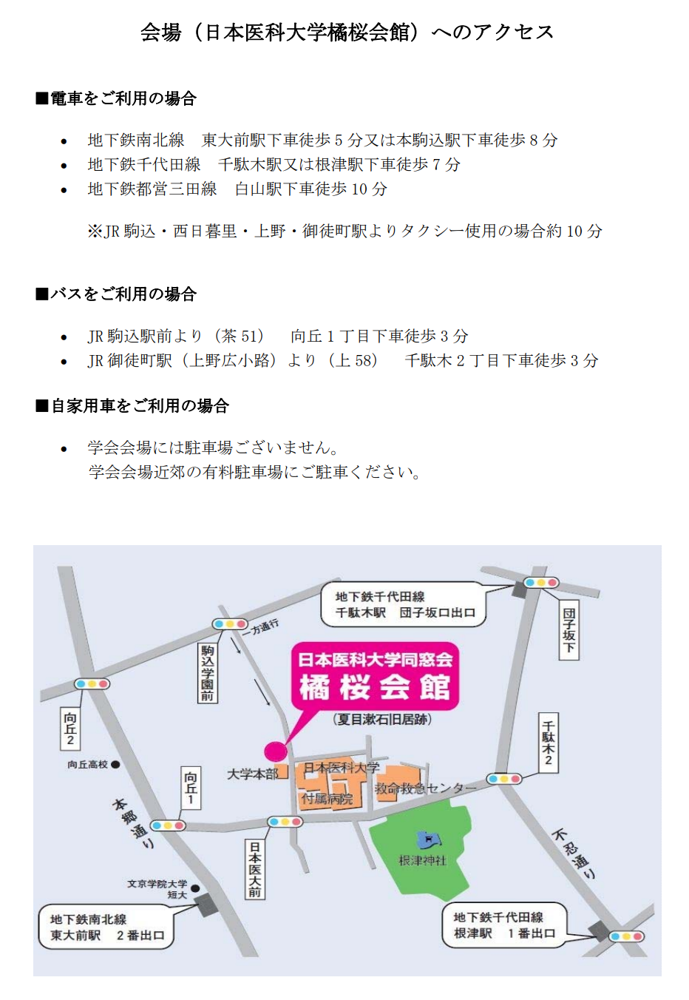 会場（日本医科大学橘桜会館）へのアクセス
■電車をご利用の場合
• 地下鉄南北線　東大前駅下車徒歩 5 分又は本駒込駅下車徒歩 8 分
• 地下鉄千代田線　千駄木駅又は根津駅下車徒歩 7 分
• 地下鉄都営三田線　白山駅下車徒歩 10 分
※JR 駒込・西日暮里・上野・御徒町駅よりタクシー使用の場合約 10 分
■バスをご利用の場合
• JR 駒込駅前より（茶 51）　向丘 1 丁目下車徒歩 3 分
• JR 御徒町駅（上野広小路）より（上 58）　千駄木 2 丁目下車徒歩 3 分
■自家用車をご利用の場合
• 学会会場には駐車場ございません。
学会会場近郊の有料駐車場にご駐車ください。
地下鉄千代田線
千駄木駅　団子坂口出口
団子坂下
一方通行
駒込学園前
日本医科大学同窓会
橘桜会館
（夏目漱石旧居跡）
向丘2
千駄木2
向丘高校
大学本部
日本医科大学
付属病院
救命救急センター
向丘1
本郷通り
日本医大前
不忍通り
根津神社
文京学院大学
短大
地下鉄南北線
東大前駅　2番出口
地下鉄千代田線
根津駅　1番出口